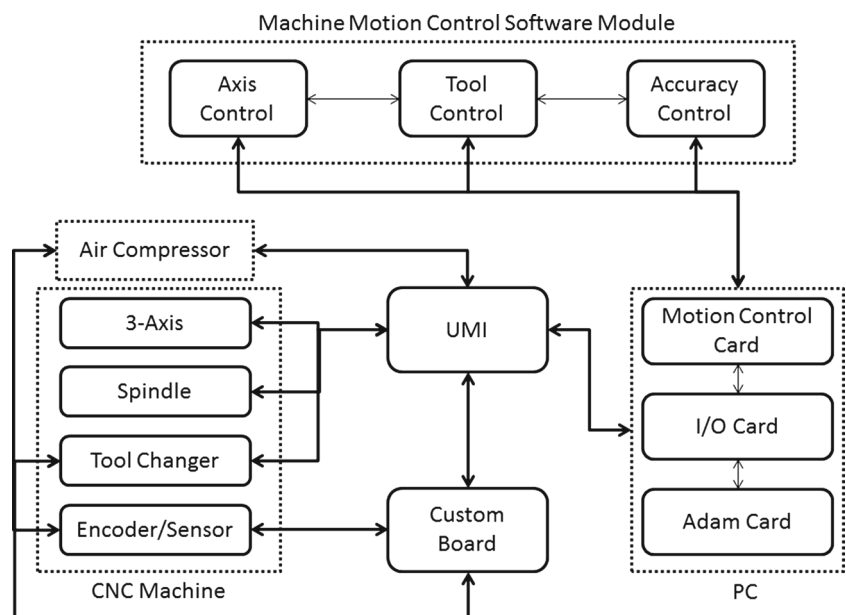 Machine Motion Control Software Module
Axis
Control
Tool
Control
Accuracy
Control
Air Compressor
3-Axis
Spindle
Tool Changer
Encoder/Sensor
CNC Machine
UMI
Custom
Board
Motion Control
Card
I/O Card
Adam Card
PC